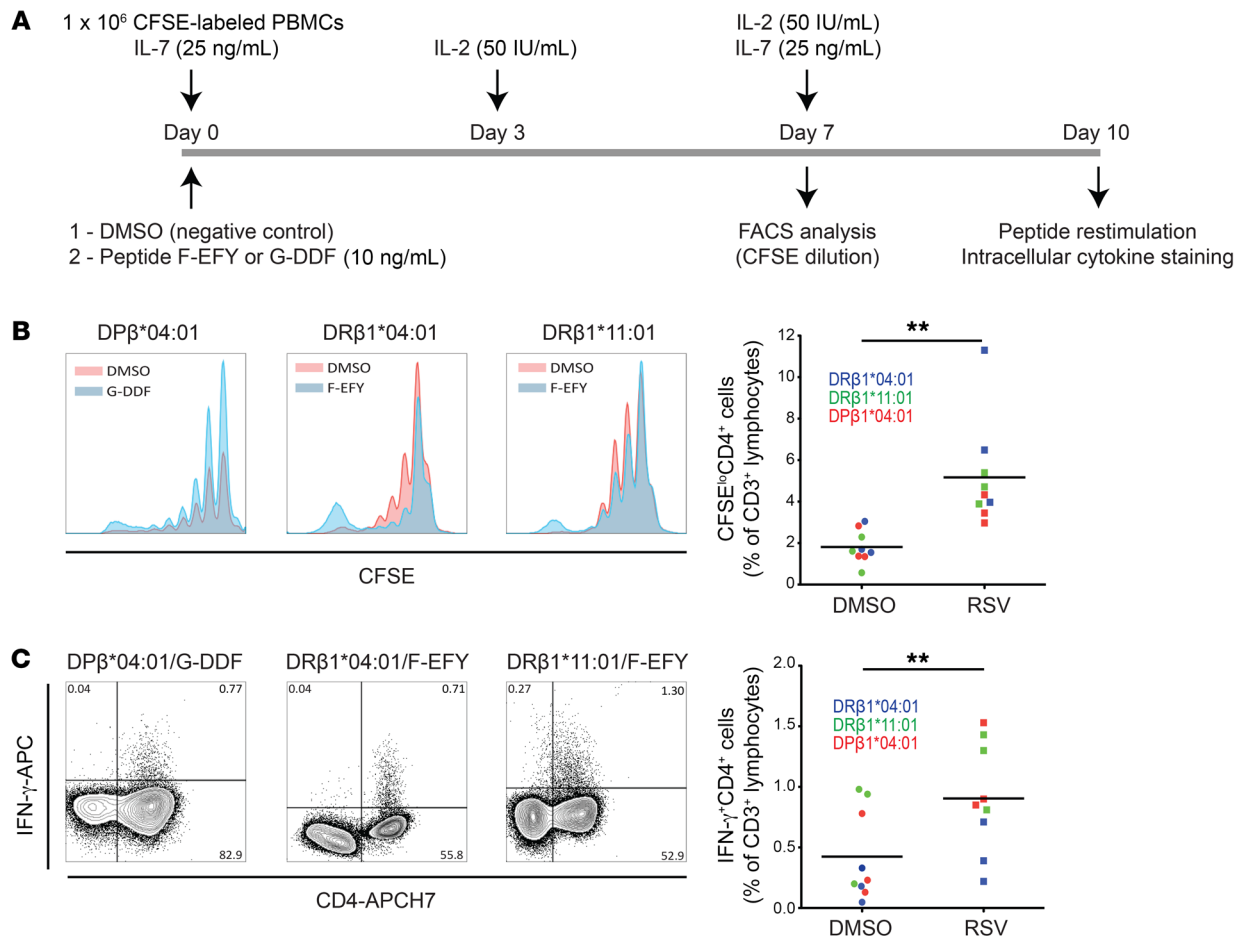 A
1 x 10⁶ CFSE-labeled PBMCs
IL-7 (25 ng/mL)
IL-2 (50 IU/mL)
IL-2 (50 IU/mL)
IL-7 (25 ng/mL)
Day 0
Day 3
Day 7
Day 10
1 - DMSO (negative control)
2 - Peptide F-EFY or G-DDF (10 ng/mL)
FACS analysis
(CFSE dilution)
Peptide restimulation
Intracellular cytokine staining
B
DPβ*04:01
DMSO
G-DDF
DRβ1*04:01
DMSO
F-EFY
DRβ1*11:01
DMSO
F-EFY
CFSE
CFSEˡᵒCD4⁺ cells
(% of CD3⁺ lymphocytes)
12
10
8
6
4
2
0
**
DRβ1*04:01
DRβ1*11:01
DPβ1*04:01
DMSO
RSV
C
DPβ*04:01/G-DDF
0.04
0.77
82.9
DRβ1*04:01/F-EFY
0.04
0.71
55.8
DRβ1*11:01/F-EFY
0.27
1.30
52.9
IFN-γ-APC
CD4-APCH7
IFN-γ⁺CD4⁺ cells
(% of CD3⁺ lymphocytes)
2.0
1.5
1.0
0.5
0.0
**
DRβ1*04:01
DRβ1*11:01
DPβ1*04:01
DMSO
RSV